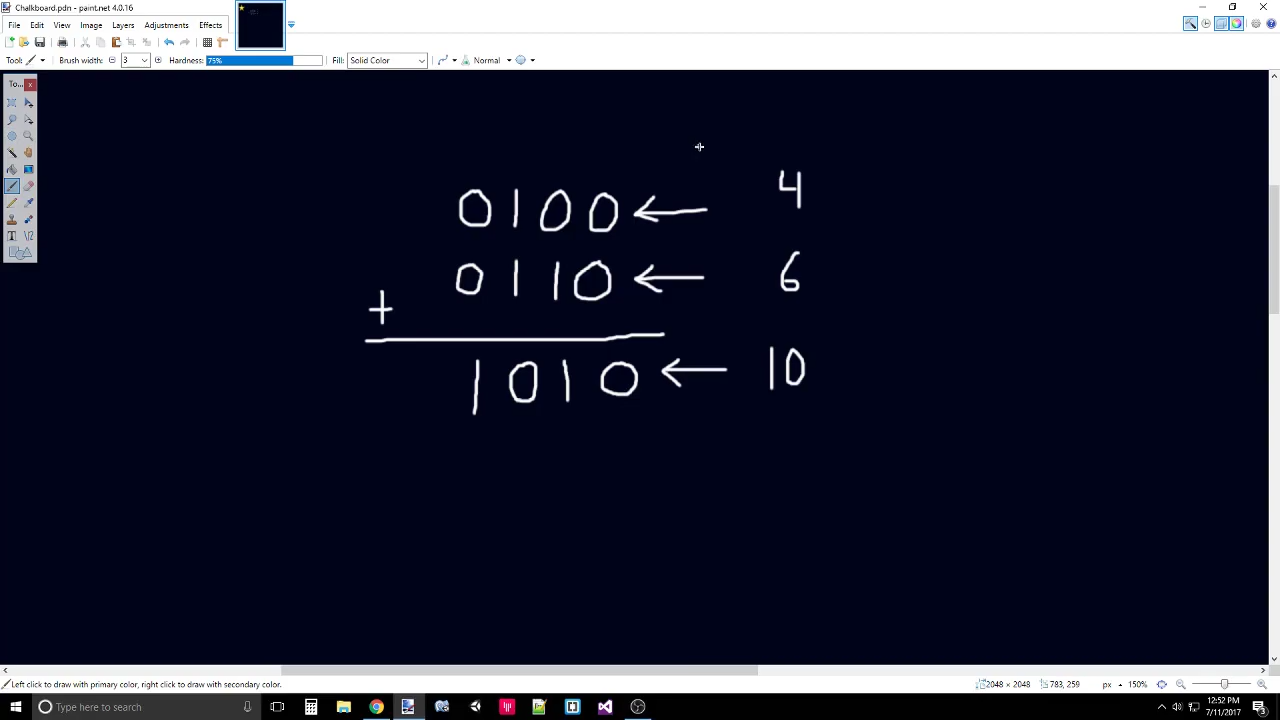 Chalkboard.pdn - paint.net 4.0.16
File Edit View Image Layers Adjustments Effects
Tool: Brush width: 3 Hardness: 75% Fill: Solid Color Normal
To...
0100 ← 4
0110 ← 6
+
1010 ← 10
Left click to draw with primary color, right click to draw with secondary color.
2048 × 2048 783, 259 px 150%
Type here to search
12:52 PM
7/11/2017